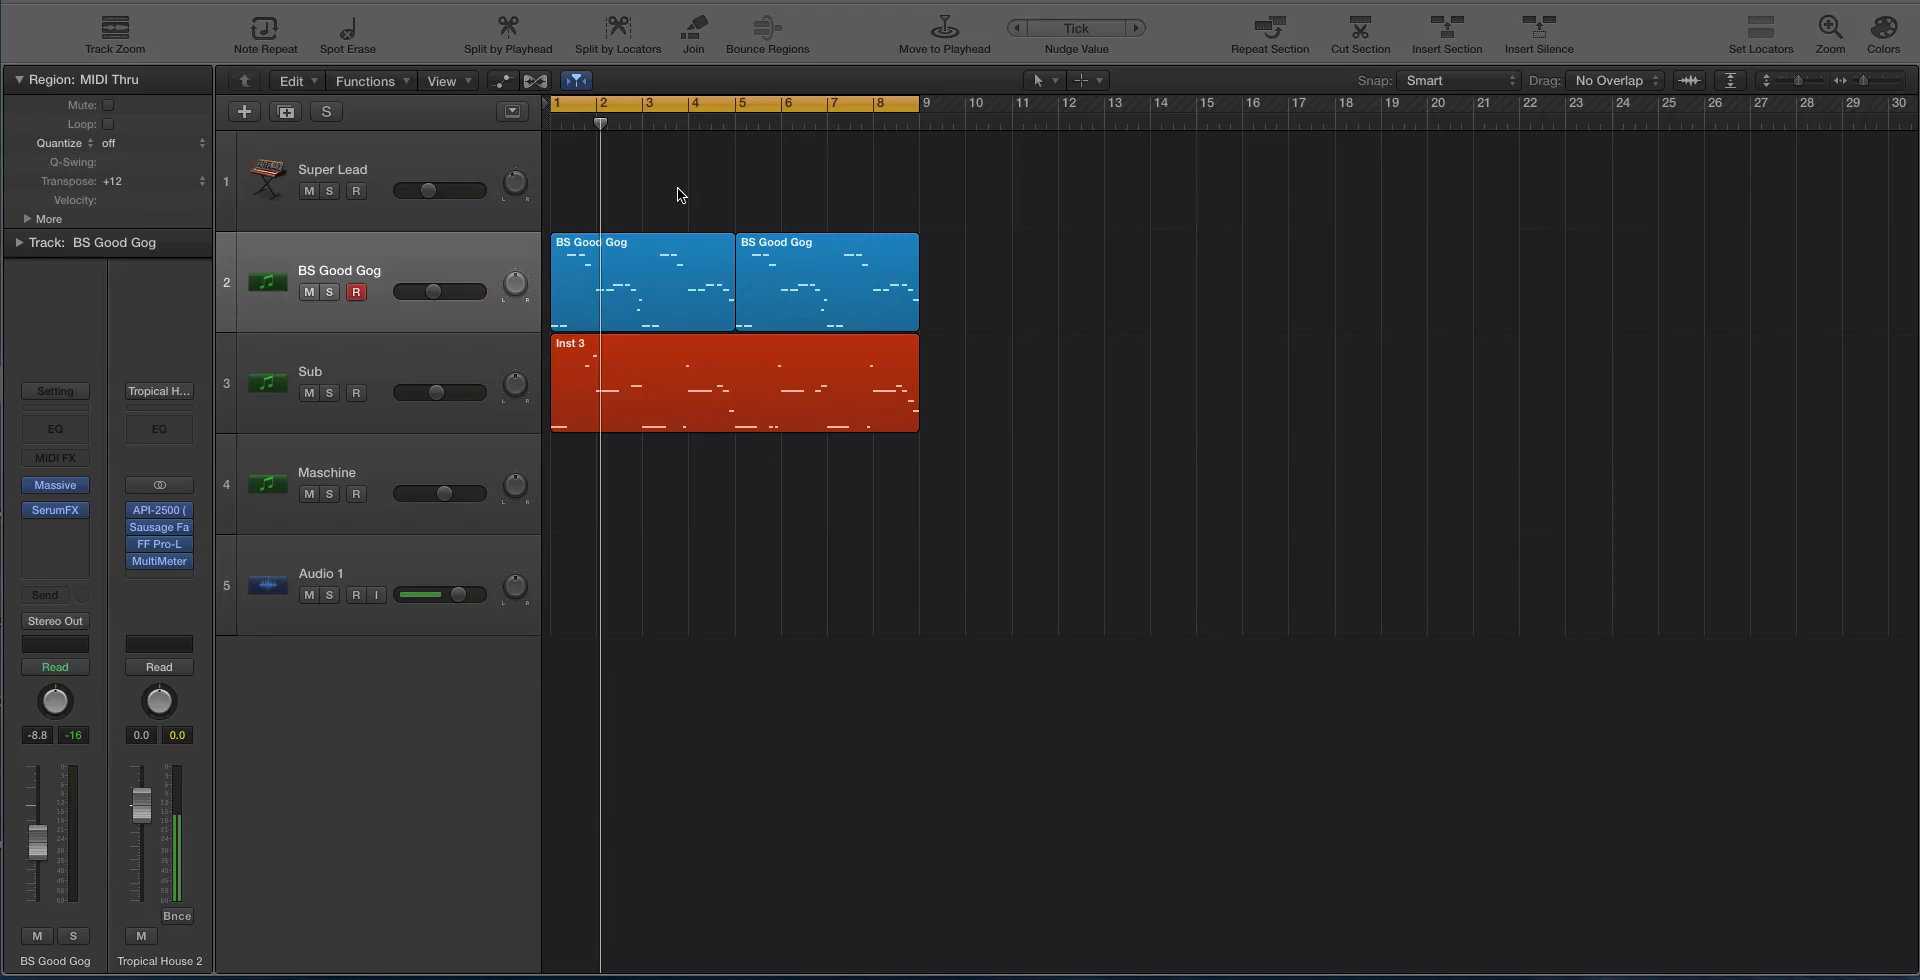 Track Zoom
Note Repeat
Spot Erase
Split by Playhead
Split by Locators
Join
Bounce Regions
Move to Playhead
Tick
Nudge Value
Repeat Section
Cut Section
Insert Section
Insert Silence
Set Locators
Zoom
Colors
Region: MIDI Thru
Edit
Functions
View
Snap: Smart
Drag: No Overlap
Mute:
Loop:
Quantize off
Q-Swing:
Transpose: +12
Velocity:
More
Track: BS Good Gog
S
1 2 3 4 5 6 7 8 9 10 11 12 13 14 15 16 17 18 19 20 21 22 23 24 25 26 27 28 29 30
1
Super Lead
M S R
L R
2
BS Good Gog
M S R
L R
BS Good Gog
BS Good Gog
3
Sub
M S R
L R
Inst 3
4
Maschine
M S R
L R
5
Audio 1
M S R I
L R
Setting
Tropical H...
EQ
EQ
MIDI FX
Massive
SerumFX
API-2500 (
Sausage Fa
FF Pro-L
MultiMeter
Send
Stereo Out
Read
Read
-8.8 -16
0.0 0.0
Bnce
M S
M
BS Good Gog
Tropical House 2